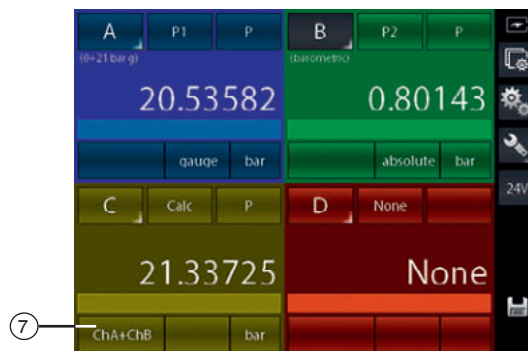 A P1 P
(0÷21 bar g)
20.53582
gauge bar
B P2 P
(barometric)
0.80143
absolute bar
24V
C Calc P
21.33725
ChA+ChB bar
D None
None
7